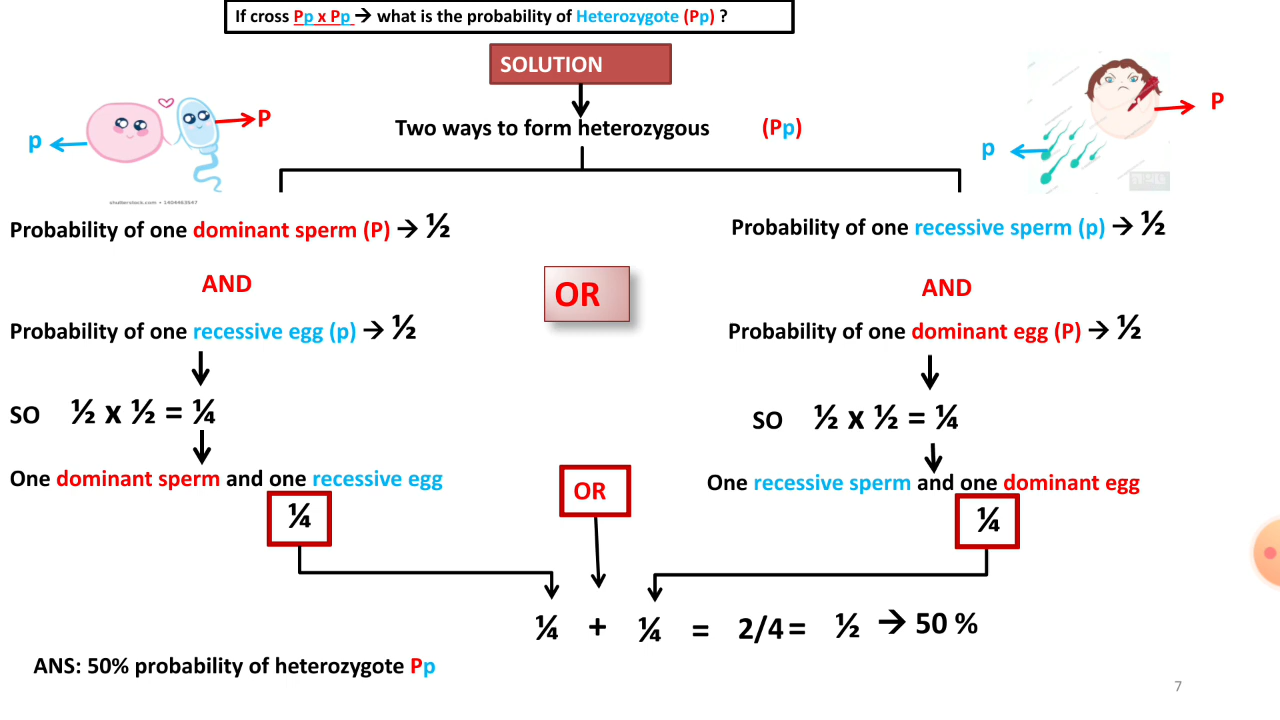 If cross Pp x Pp → what is the probability of Heterozygote (Pp) ?
SOLUTION
Two ways to form heterozygous (Pp)
P
p
shutterstock.com • 1404463547
P
p
Probability of one dominant sperm (P) → ½
AND
Probability of one recessive egg (p) → ½
SO ½ x ½ = ¼
One dominant sperm and one recessive egg
¼
OR
Probability of one recessive sperm (p) → ½
AND
Probability of one dominant egg (P) → ½
SO ½ x ½ = ¼
One recessive sperm and one dominant egg
¼
OR
¼ + ¼ = 2/4 = ½ → 50 %
ANS: 50% probability of heterozygote Pp
7